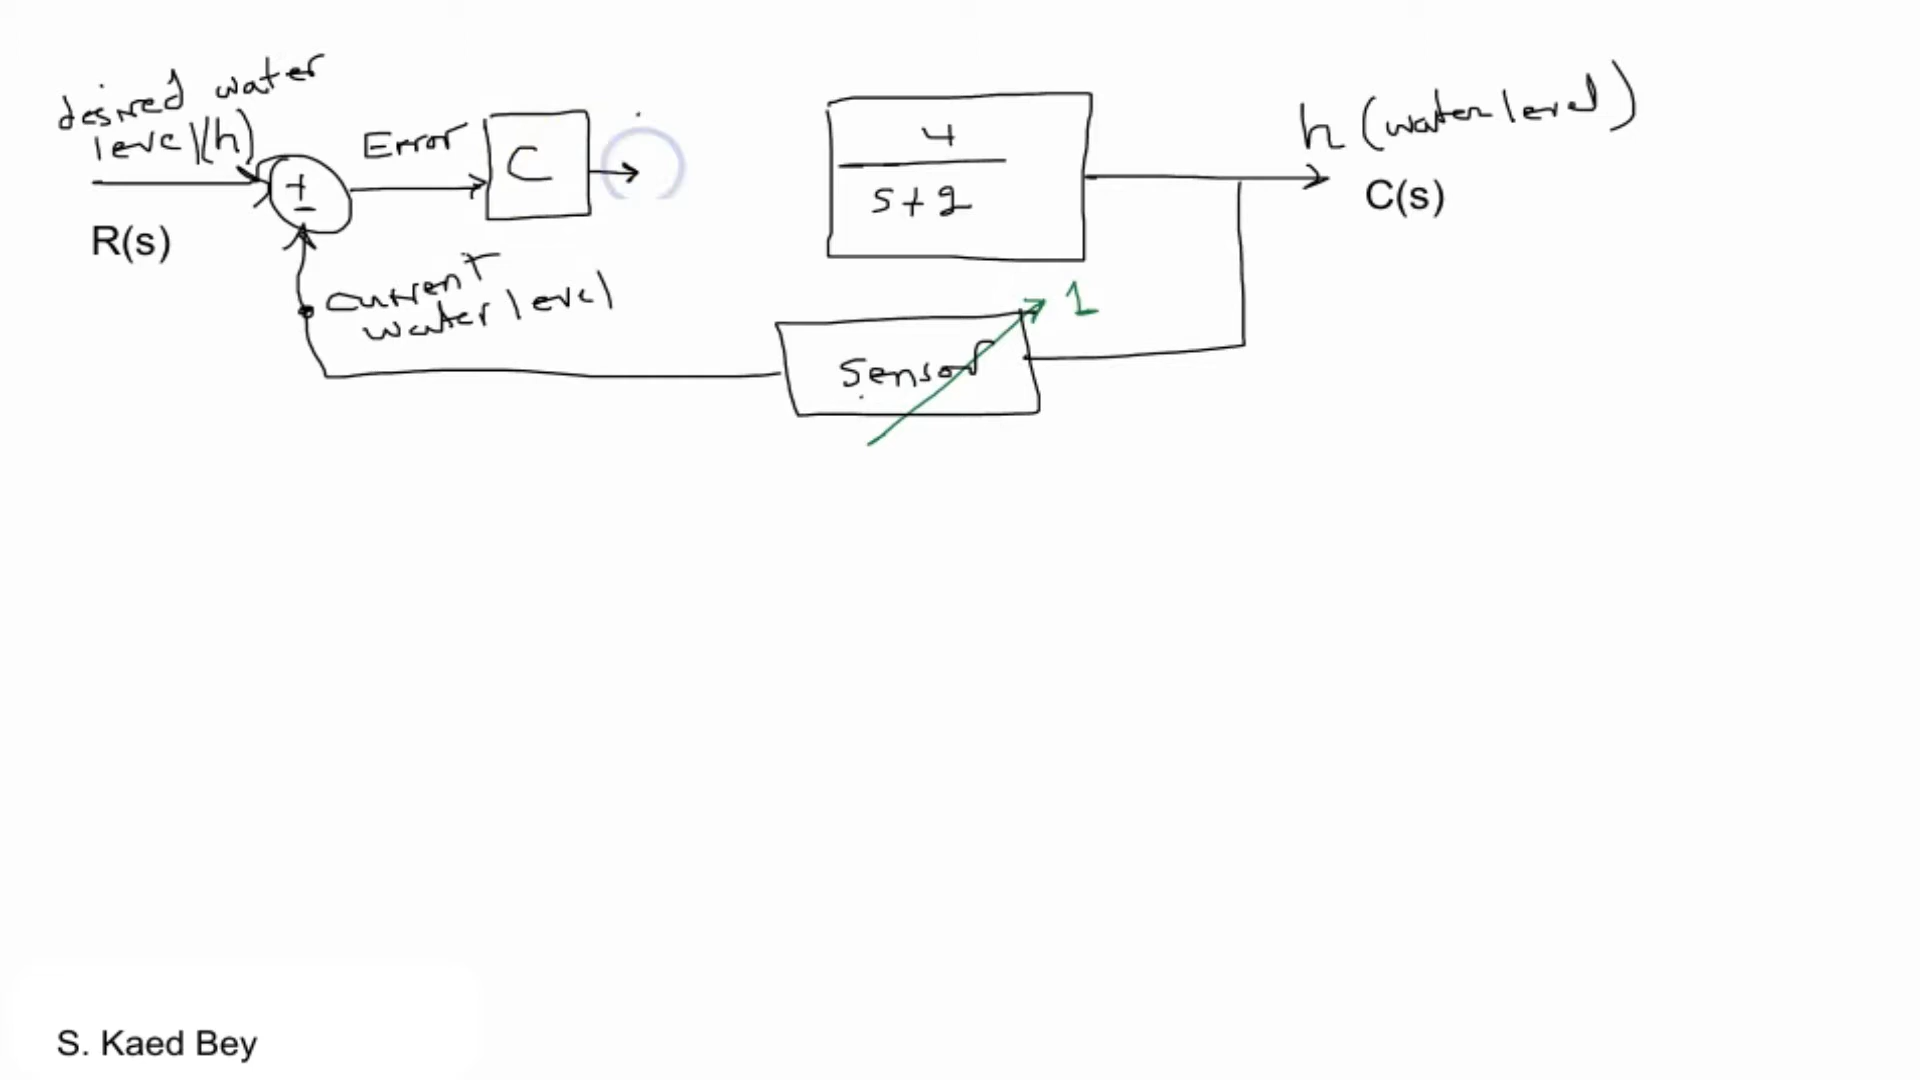 desired water
level (h)
Error
C
4
s+2
h (water level)
C(s)
+
-
R(s)
current
water level
1
Sensor
S. Kaed Bey